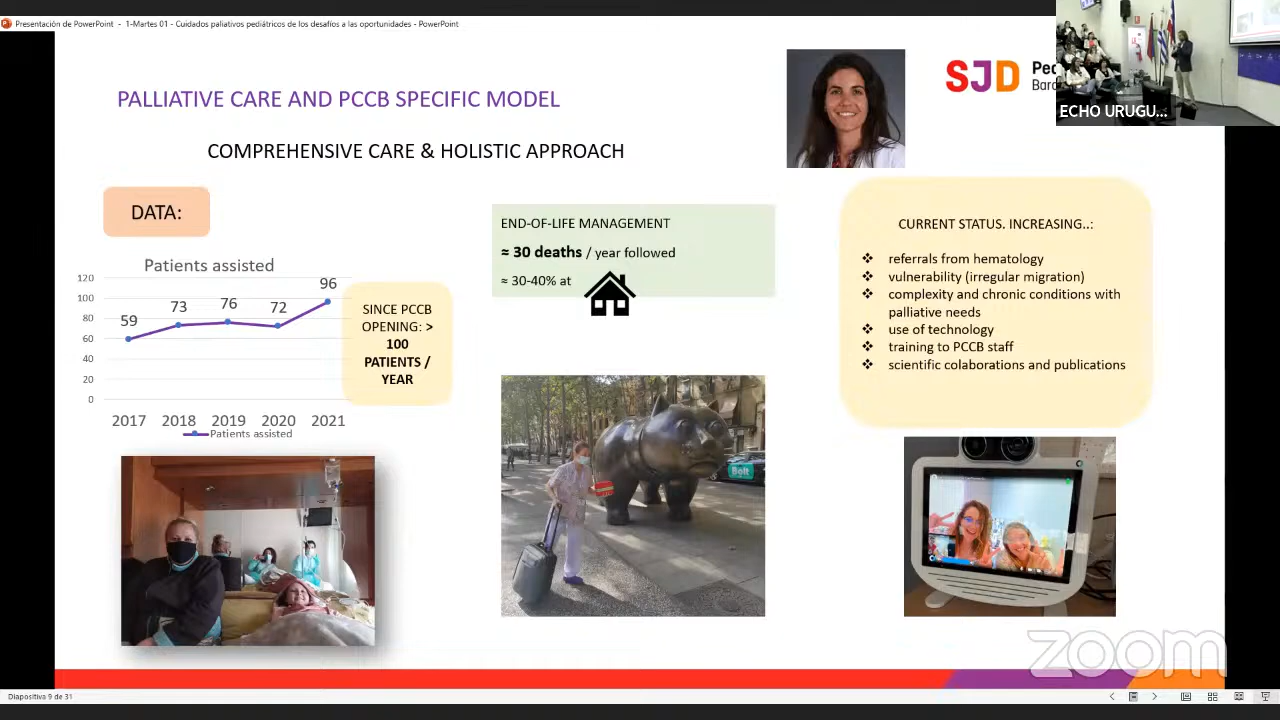 Presentación de PowerPoint - 1-Martes 01 - Cuidados paliativos pediátricos de los desafíos a las oportunidades - PowerPoint
SJD
Ped
Barc
ECHO URUGU...
PALLIATIVE CARE AND PCCB SPECIFIC MODEL
COMPREHENSIVE CARE & HOLISTIC APPROACH
DATA:
Patients assisted
120
100
80
60
40
20
0
59
73
76
72
96
2017
2018
2019
2020
2021
Patients assisted
SINCE PCCB
OPENING: >
100
PATIENTS /
YEAR
END-OF-LIFE MANAGEMENT
≈ 30 deaths / year followed
≈ 30-40% at
CURRENT STATUS. INCREASING..:
❖ referrals from hematology
❖ vulnerability (irregular migration)
❖ complexity and chronic conditions with
palliative needs
❖ use of technology
❖ training to PCCB staff
❖ scientific colaborations and publications
Bolt
zoom
Diapositiva 9 de 31